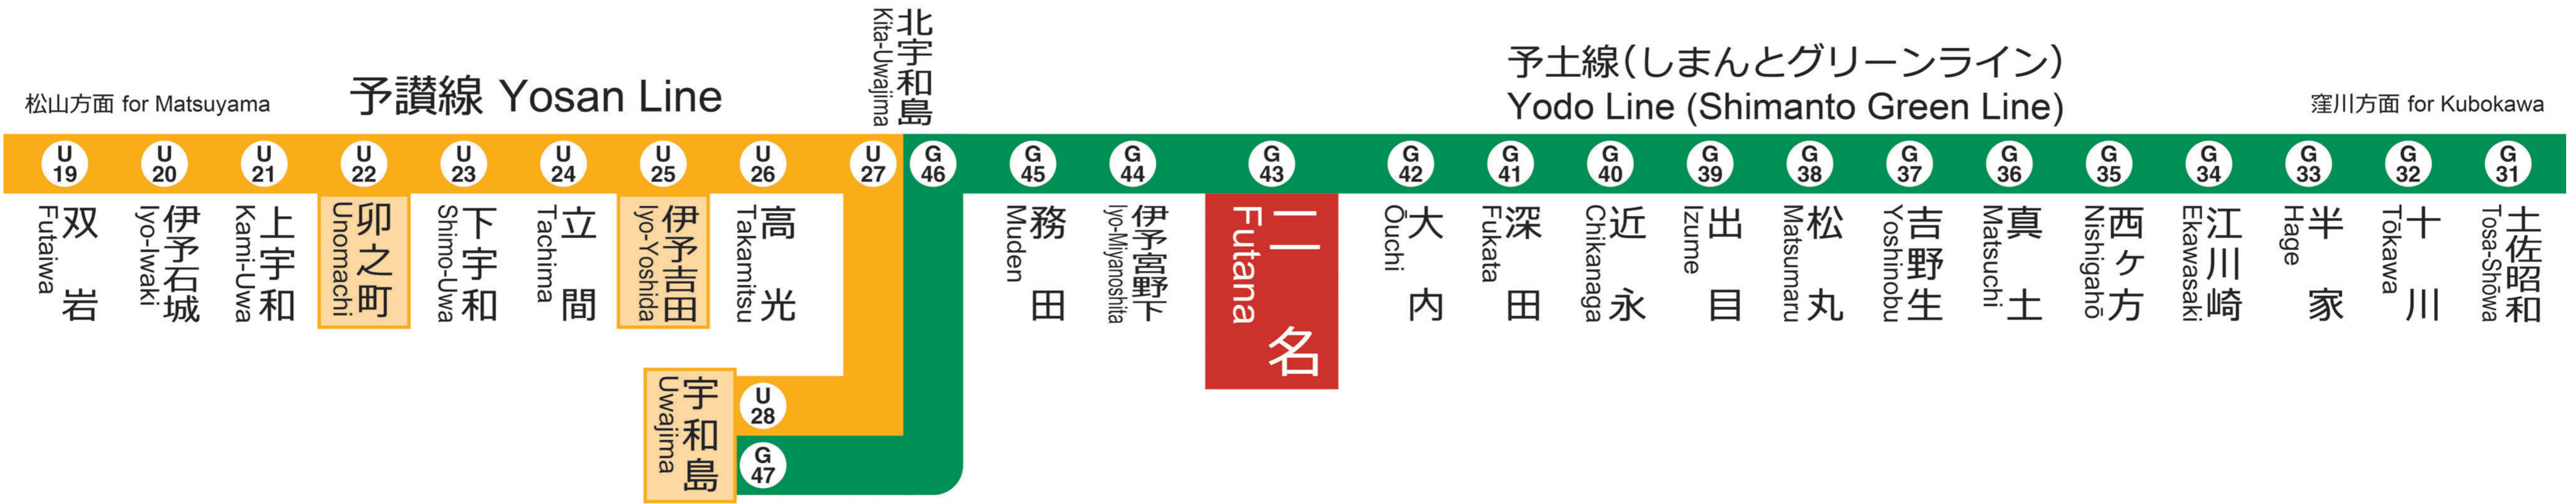 松山方面 for Matsuyama
予讃線 Yosan Line
北宇和島
Kita-Uwajima
予土線(しまんとグリーンライン)
Yodo Line (Shimanto Green Line)
窪川方面 for Kubokawa
U
19
双岩
Futaiwa
U
20
伊予石城
Iyo-Iwaki
U
21
上宇和
Kami-Uwa
U
22
卯之町
Unomachi
U
23
下宇和
Shimo-Uwa
U
24
立間
Tachima
U
25
伊予吉田
Iyo-Yoshida
U
26
高光
Takamitsu
U
27
G
46
G
45
務田
Muden
G
44
伊予宮野下
Iyo-Miyanoshita
G
43
二名
Futana
G
42
大内
Ōuchi
G
41
深田
Fukata
G
40
近永
Chikanaga
G
39
出目
Izume
G
38
松丸
Matsumaru
G
37
吉野生
Yoshinobu
G
36
真土
Matsuchi
G
35
西ヶ方
Nishigahō
G
34
江川崎
Ekawasaki
G
33
半家
Hage
G
32
十川
Tōkawa
G
31
土佐昭和
Tosa-Shōwa
宇和島
Uwajima
U
28
G
47